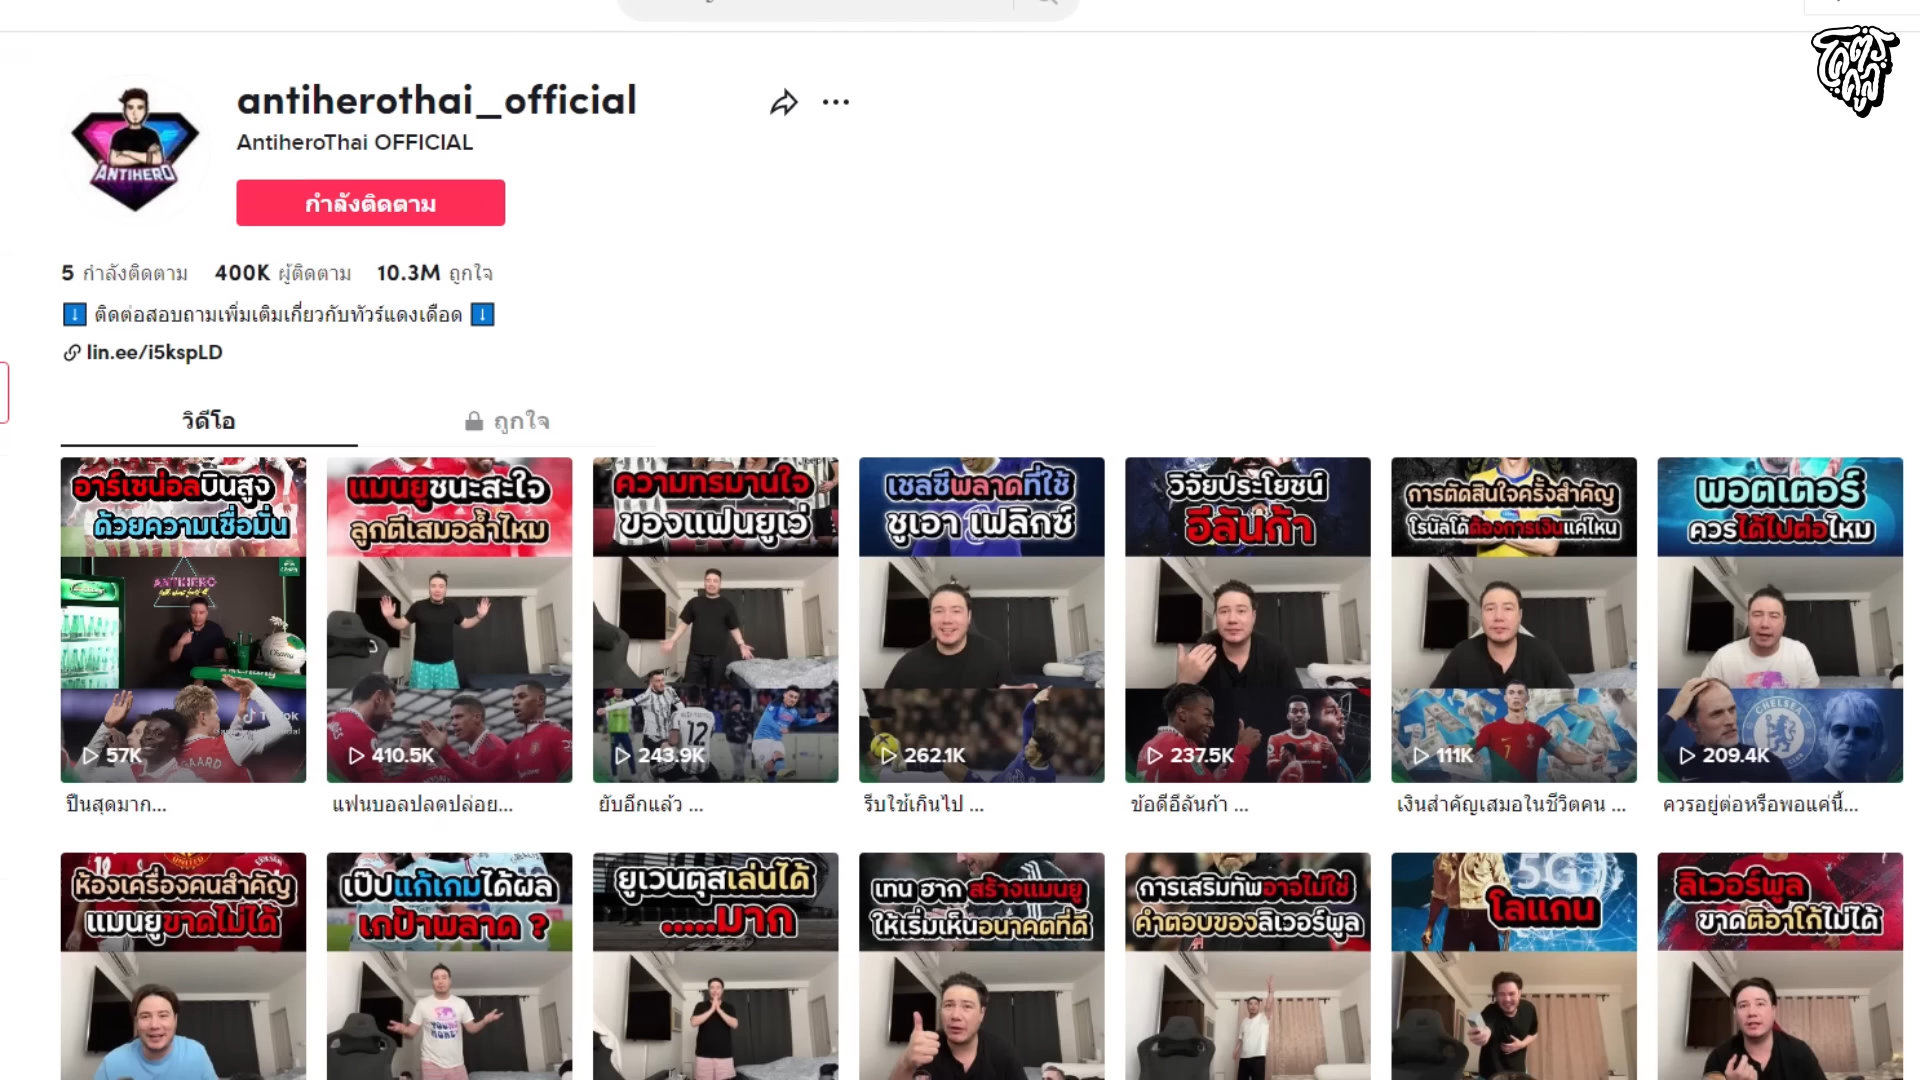 โคตรคูล
antiherothai_official
AntiheroThai OFFICIAL
ANTIHERO
กำลังติดตาม
5 กำลังติดตาม 400K ผู้ติดตาม 10.3M ถูกใจ
ติดต่อสอบถามเพิ่มเติมเกี่ยวกับทัวร์แดงเดือด
lin.ee/i5kspLD
วิดีโอ
ถูกใจ
อาร์เซน่อลบินสูง
ด้วยความเชื่อมั่น
ANTIHERO
57K
ปืนสุดมาก...
แมนยูชนะสะใจ
ลูกตีเสมอล้ำไหม
410.5K
แฟนบอลปลดปล่อย...
ความทรมานใจ
ของแฟนยูเว่
12
243.9K
ยับอีกแล้ว ...
เชลซีพลาดที่ใช้
ชูเอา เฟลิกซ์
262.1K
รีบใช้เกินไป ...
วิจัยประโยชน์
อีลันก้า
237.5K
ข้อดีอีลันก้า ...
การตัดสินใจครั้งสำคัญ
โรนัลโด้ต้องการเงินแค่ไหน
7
111K
เงินสำคัญเสมอในชีวิตคน ...
พอตเตอร์
ควรได้ไปต่อไหม
CHELSEA
209.4K
ควรอยู่ต่อหรือพอแค่นี้...
ห้องเครื่องคนสำคัญ
แมนยูขาดไม่ได้
เป๊ปแก้เกมได้ผล
เกป้าพลาด ?
ยูเวนตุสเล่นได้
.....มาก
เทน ฮาก สร้างแมนยู
ให้เริ่มเห็นอนาคตที่ดี
การเสริมทัพอาจไม่ใช่
คำตอบของลิเวอร์พูล
5G
โลแกน
ลิเวอร์พูล
ขาดติอาโก้ไม่ได้